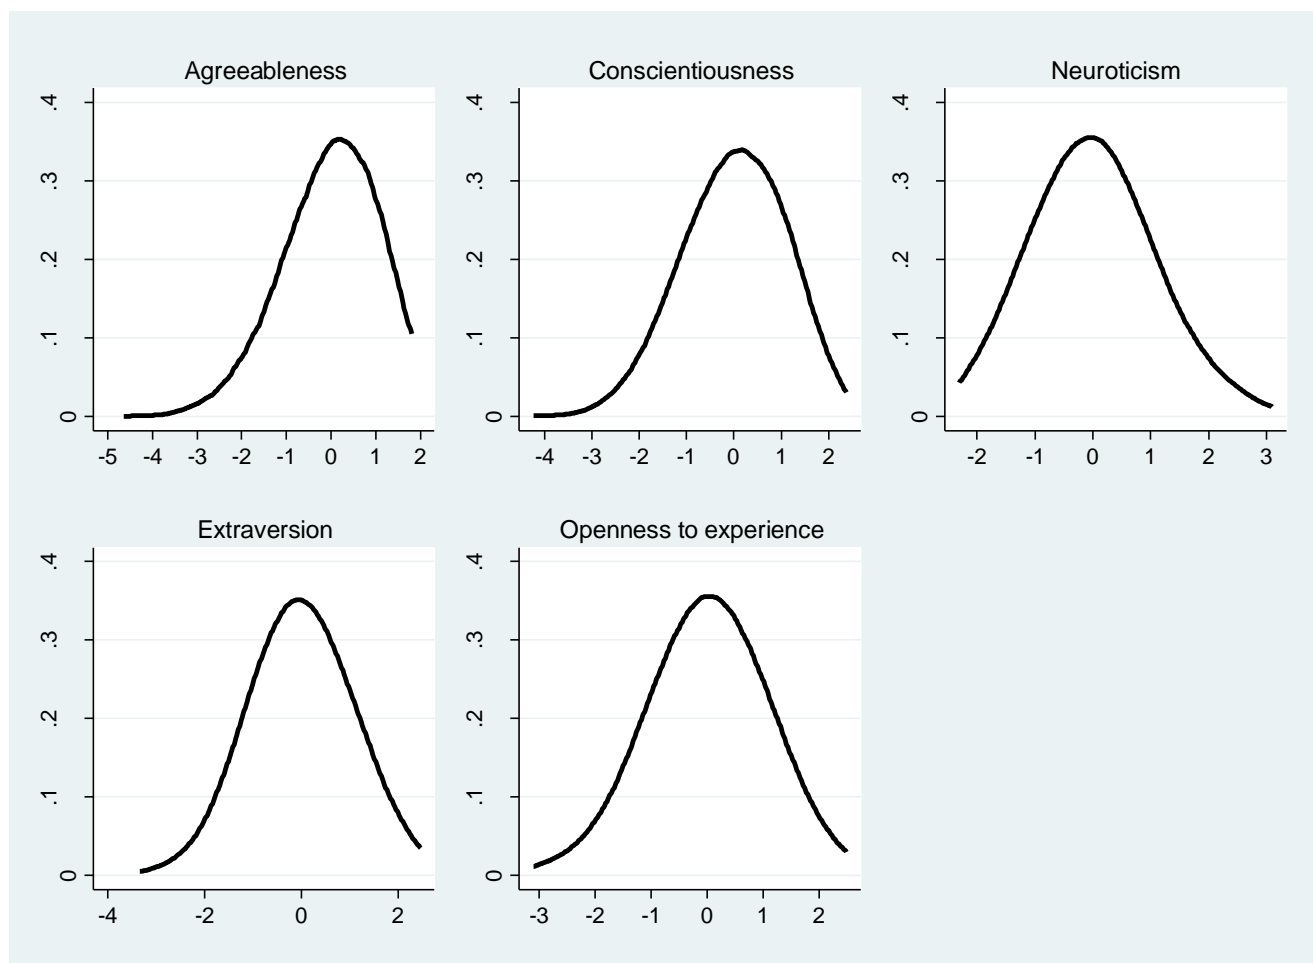 Agreeableness
.4
.3
.2
.1
0
-5 -4 -3 -2 -1 0 1 2
Conscientiousness
.4
.3
.2
.1
0
-4 -3 -2 -1 0 1 2
Neuroticism
.4
.3
.2
.1
0
-2 -1 0 1 2 3
Extraversion
.4
.3
.2
.1
0
-4 -2 0 2
Openness to experience
.4
.3
.2
.1
0
-3 -2 -1 0 1 2